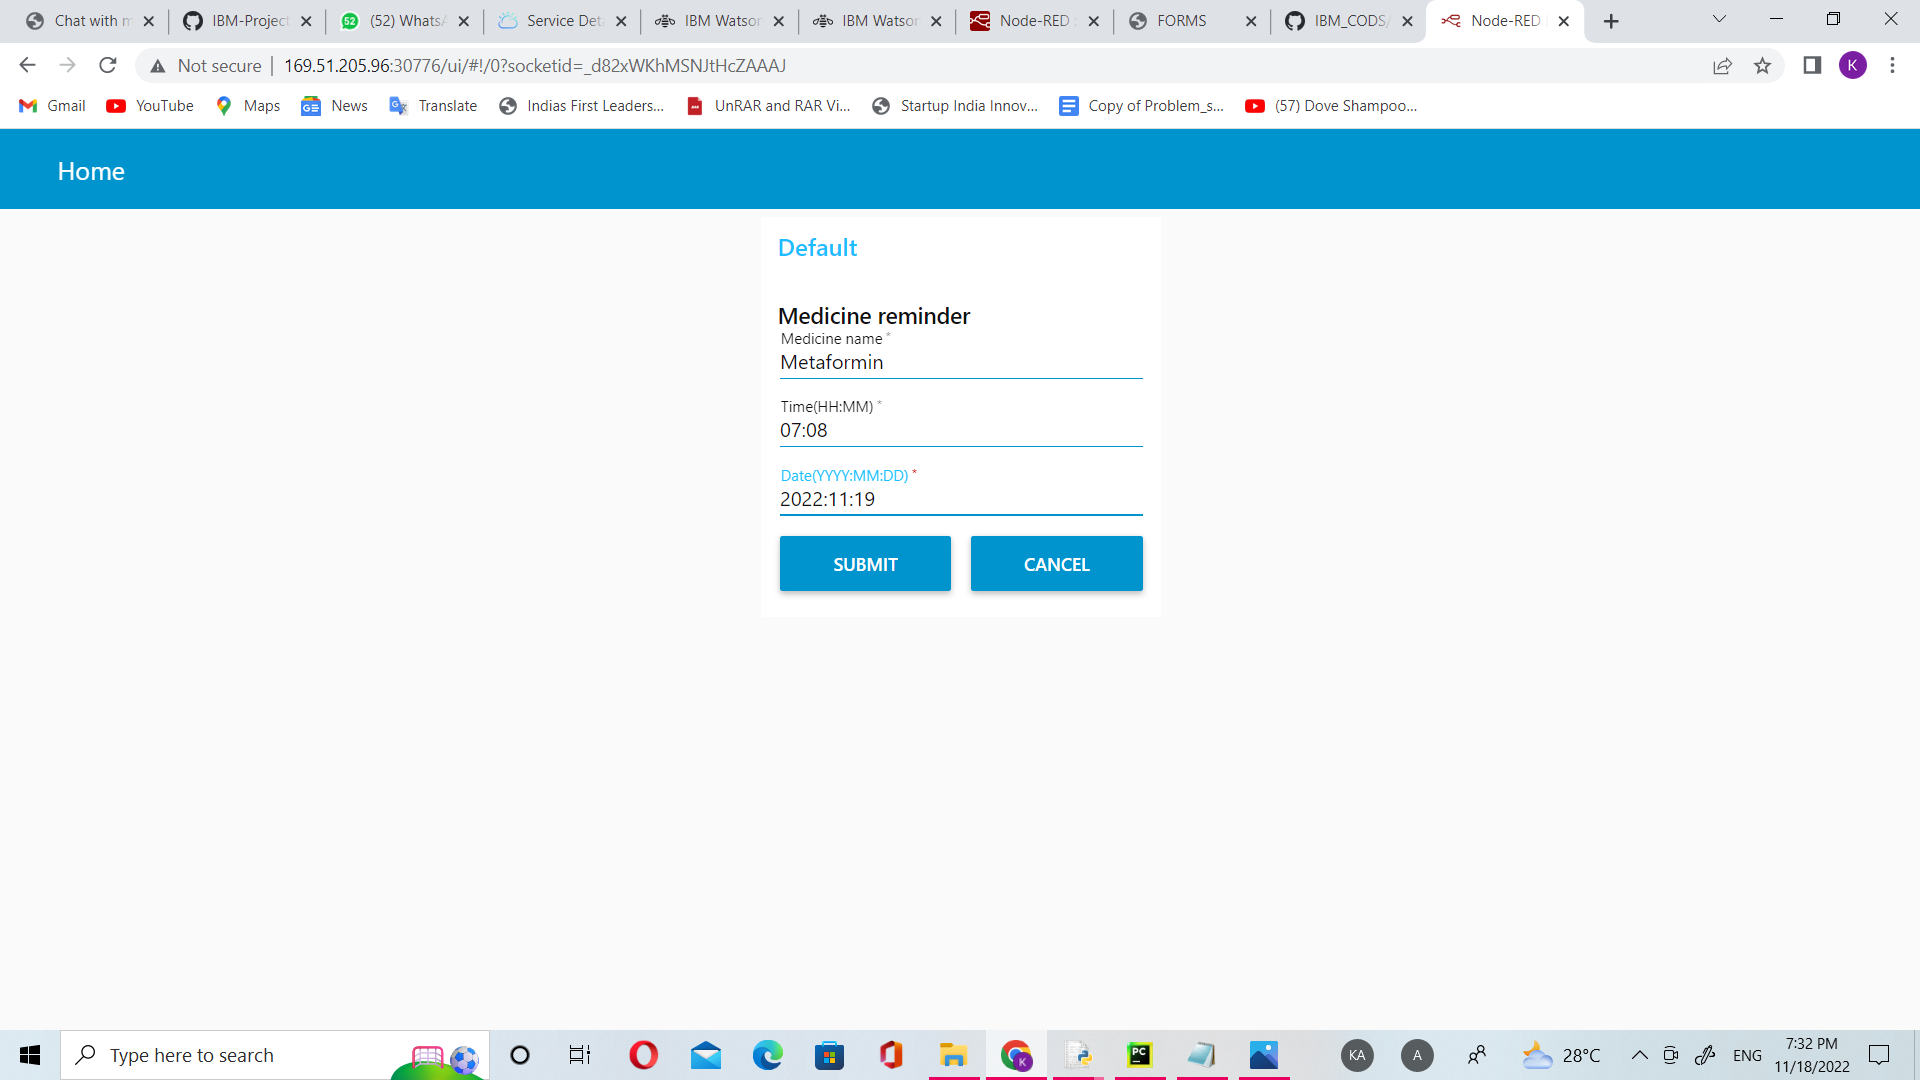 Chat with m
IBM-Project
(52) WhatsA
Service Deta
IBM Watson
IBM Watson
Node-RED :
FORMS
IBM_CODS/
Node-RED
Not secure
169.51.205.96:30776/ui/#!/0?socketid=_d82xWKhMSNJtHcZAAAJ
K
Gmail
YouTube
Maps
News
Translate
Indias First Leaders...
UnRAR and RAR Vi...
Startup India Innov...
Copy of Problem_s...
(57) Dove Shampoo...
Home
Default
Medicine reminder
Medicine name *
Metaformin
Time(HH:MM) *
07:08
Date(YYYY:MM:DD) *
2022:11:19
SUBMIT
CANCEL
Type here to search
PC
KA
A
28°C
ENG
7:32 PM
11/18/2022